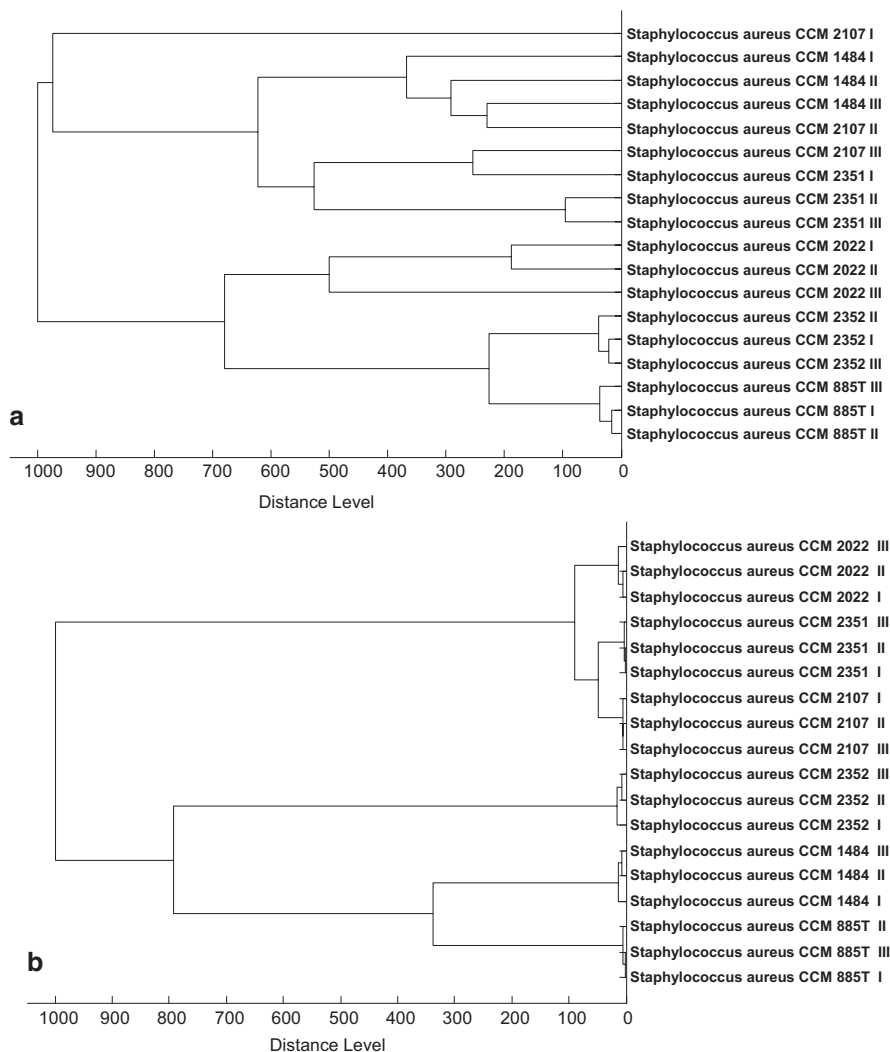 Staphylococcus aureus CCM 2107 I
Staphylococcus aureus CCM 1484 I
Staphylococcus aureus CCM 1484 II
Staphylococcus aureus CCM 1484 III
Staphylococcus aureus CCM 2107 II
Staphylococcus aureus CCM 2107 III
Staphylococcus aureus CCM 2351 I
Staphylococcus aureus CCM 2351 II
Staphylococcus aureus CCM 2351 III
Staphylococcus aureus CCM 2022 I
Staphylococcus aureus CCM 2022 II
Staphylococcus aureus CCM 2022 III
Staphylococcus aureus CCM 2352 II
Staphylococcus aureus CCM 2352 I
Staphylococcus aureus CCM 2352 III
Staphylococcus aureus CCM 885T III
Staphylococcus aureus CCM 885T I
Staphylococcus aureus CCM 885T II
a
1000 900 800 700 600 500 400 300 200 100 0
Distance Level
Staphylococcus aureus CCM 2022 III
Staphylococcus aureus CCM 2022 II
Staphylococcus aureus CCM 2022 I
Staphylococcus aureus CCM 2351 III
Staphylococcus aureus CCM 2351 II
Staphylococcus aureus CCM 2351 I
Staphylococcus aureus CCM 2107 I
Staphylococcus aureus CCM 2107 II
Staphylococcus aureus CCM 2107 III
Staphylococcus aureus CCM 2352 III
Staphylococcus aureus CCM 2352 II
Staphylococcus aureus CCM 2352 I
Staphylococcus aureus CCM 1484 III
Staphylococcus aureus CCM 1484 II
Staphylococcus aureus CCM 1484 I
Staphylococcus aureus CCM 885T II
Staphylococcus aureus CCM 885T III
Staphylococcus aureus CCM 885T I
b
1000 900 800 700 600 500 400 300 200 100 0
Distance Level